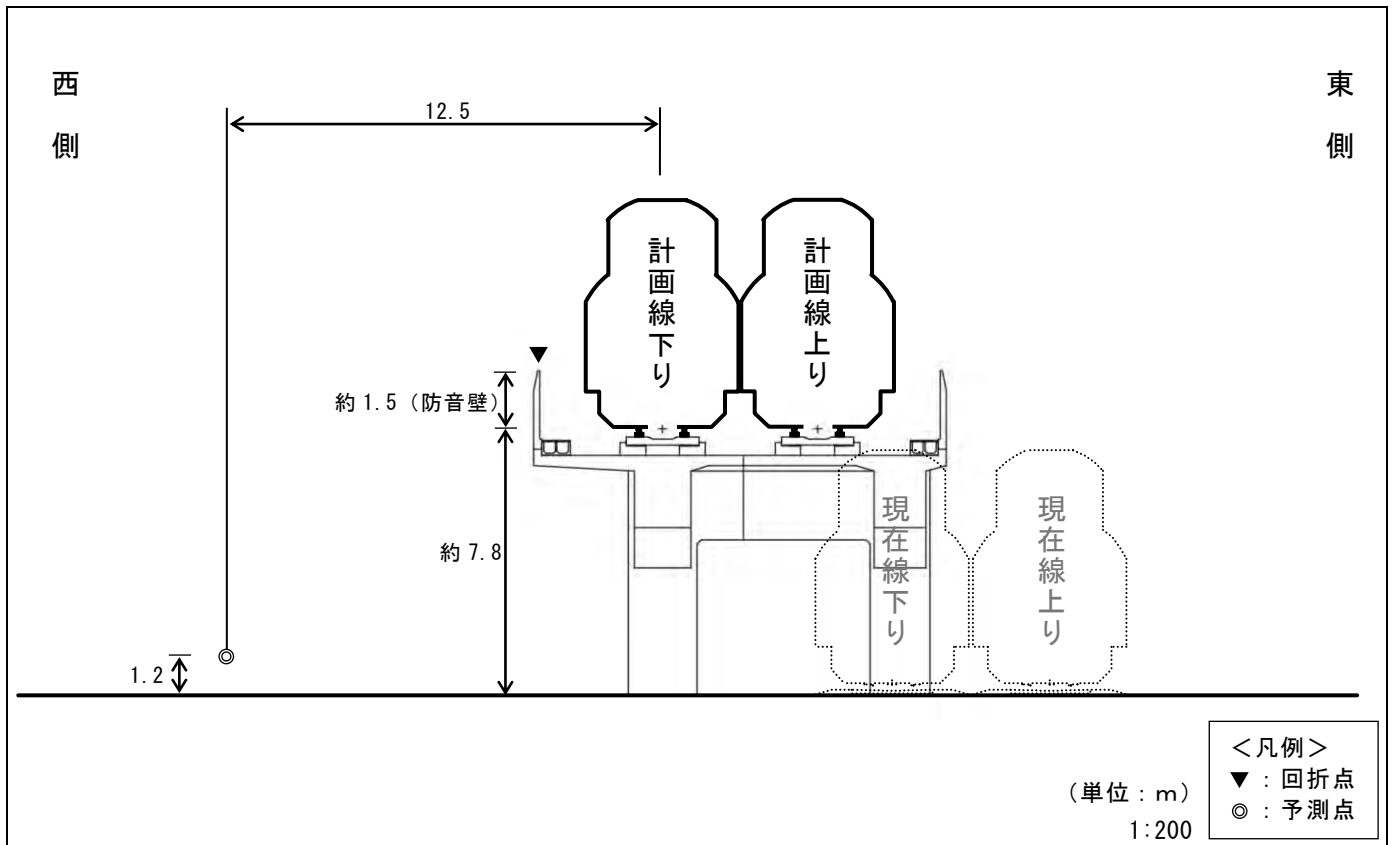 西側
東側
12.5
計画線下り
計画線上り
約1.5（防音壁）
約7.8
現在線下り
現在線上り
1.2
（単位：ｍ）
1:200
＜凡例＞
▼：回折点
◎：予測点